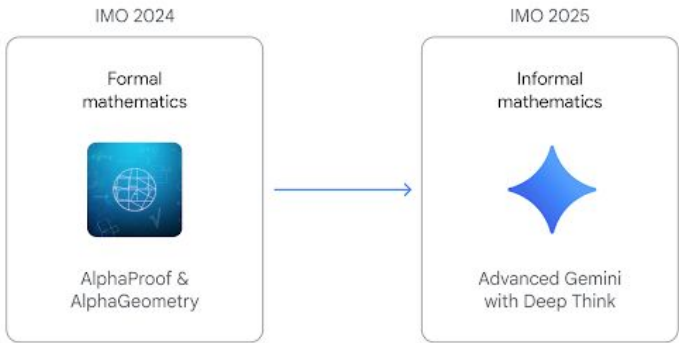 IMO 2024
Formal
mathematics
AlphaProof &
AlphaGeometry
IMO 2025
Informal
mathematics
Advanced Gemini
with Deep Think